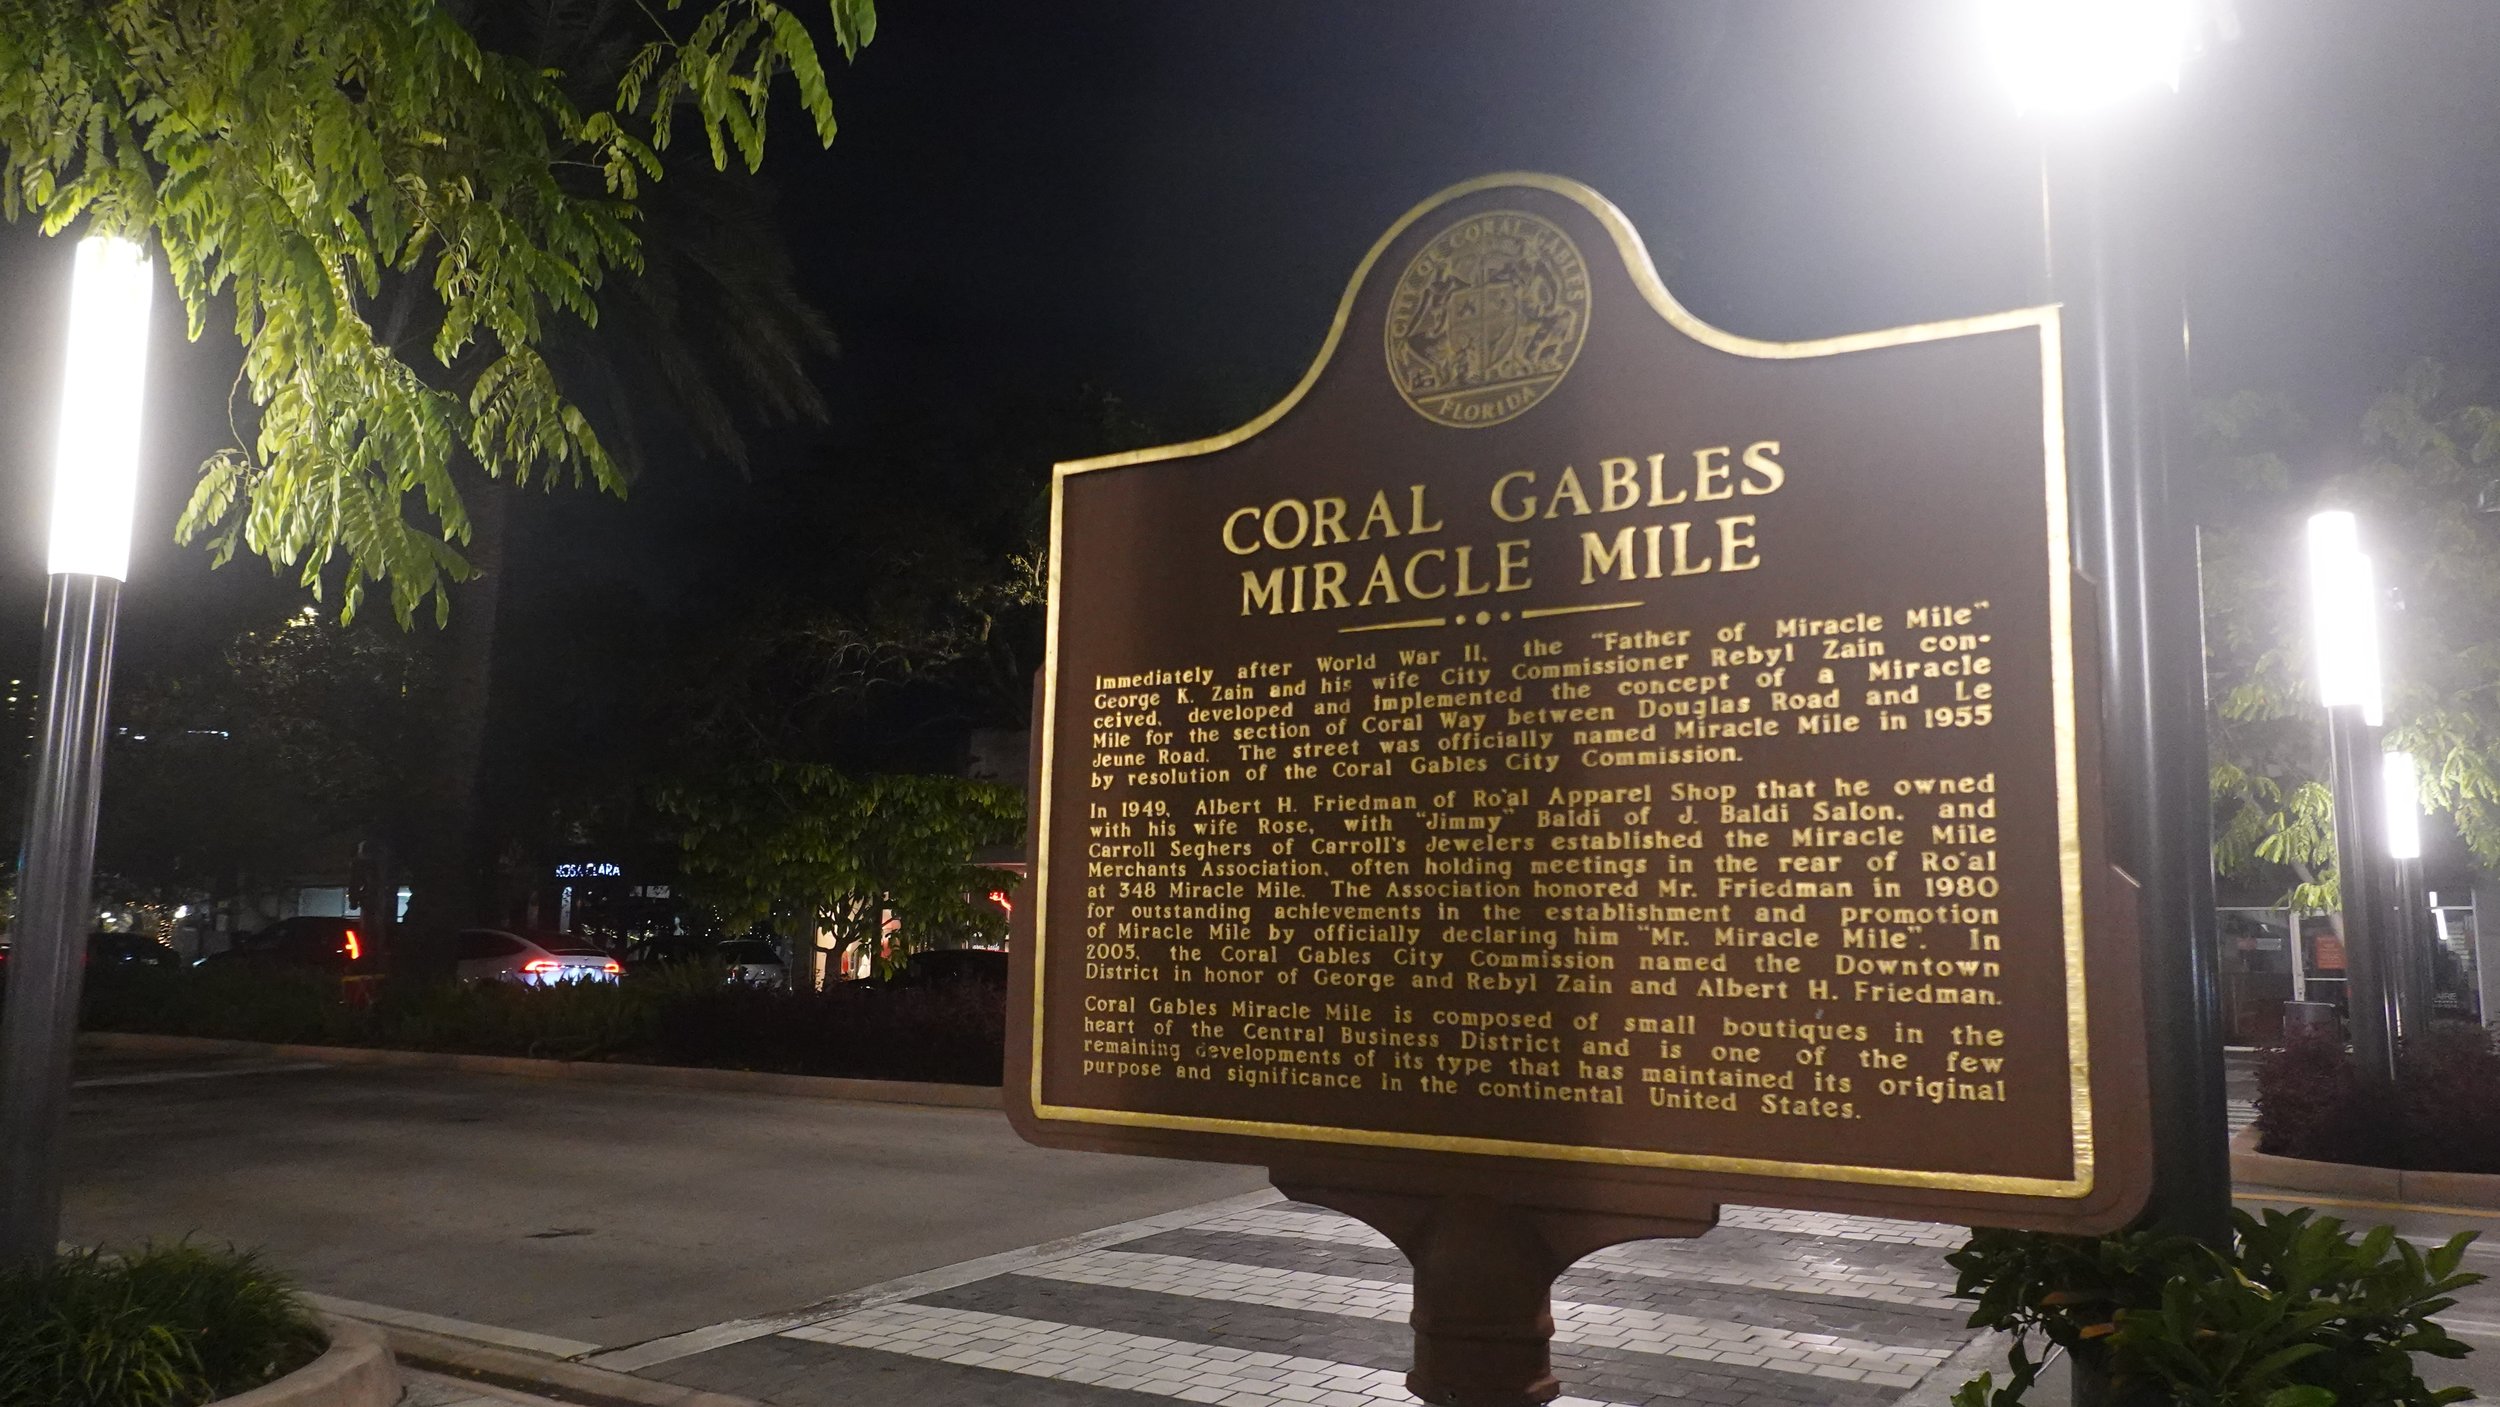 CITY OF CORAL GABLES
FLORIDA
CORAL GABLES
MIRACLE MILE
Immediately after World War II, the "Father of Miracle Mile"
George K. Zain and his wife City Commissioner Rebyl Zain con-
ceived, developed and implemented the concept of a Miracle
Mile for the section of Coral Way between Douglas Road and Le
Jeune Road. The street was officially named Miracle Mile in 1955
by resolution of the Coral Gables City Commission.
In 1949, Albert H. Friedman of Ro'al Apparel Shop that he owned
with his wife Rose, with "Jimmy" Baldi of J. Baldi Salon, and
Carroll Seghers of Carroll's Jewelers established the Miracle Mile
Merchants Association, often holding meetings in the rear of Ro'al
at 348 Miracle Mile. The Association honored Mr. Friedman in 1980
for outstanding achievements in the establishment and promotion
of Miracle Mile by officially declaring him "Mr. Miracle Mile". In
2005, the Coral Gables City Commission named the Downtown
District in honor of George and Rebyl Zain and Albert H. Friedman.
Coral Gables Miracle Mile is composed of small boutiques in the
heart of the Central Business District and is one of the few
remaining developments of its type that has maintained its original
purpose and significance in the continental United States.
ROSA CLARA